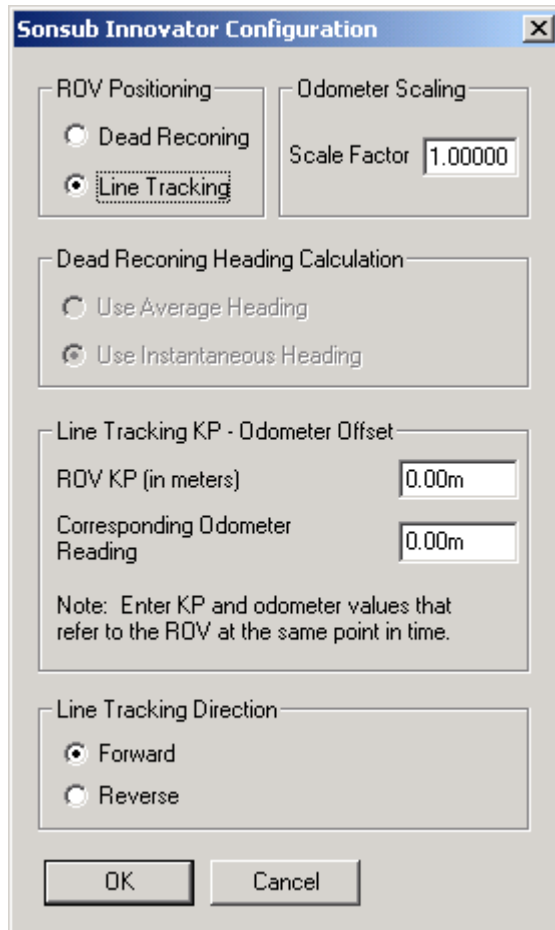 Sonsub Innovator Configuration
ROV Positioning
Dead Reconing
Line Tracking
Odometer Scaling
Scale Factor 1.00000
Dead Reconing Heading Calculation
Use Average Heading
Use Instantaneous Heading
Line Tracking KP - Odometer Offset
ROV KP (in meters) 0.00m
Corresponding Odometer
Reading 0.00m
Note: Enter KP and odometer values that
refer to the ROV at the same point in time.
Line Tracking Direction
Forward
Reverse
OK Cancel